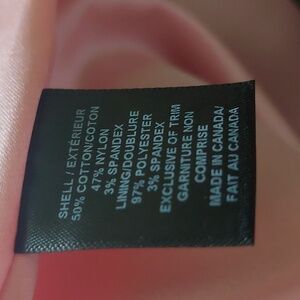 SHELL / EXTÉRIEUR
50% COTTON/COTON
47% NYLON
3% SPANDEX
LINING/DOUBLURE
97% POLYESTER
3% SPANDEX
EXCLUSIVE OF TRIM
GARNITURE NON
COMPRISE
MADE IN CANADA/
FAIT AU CANADA